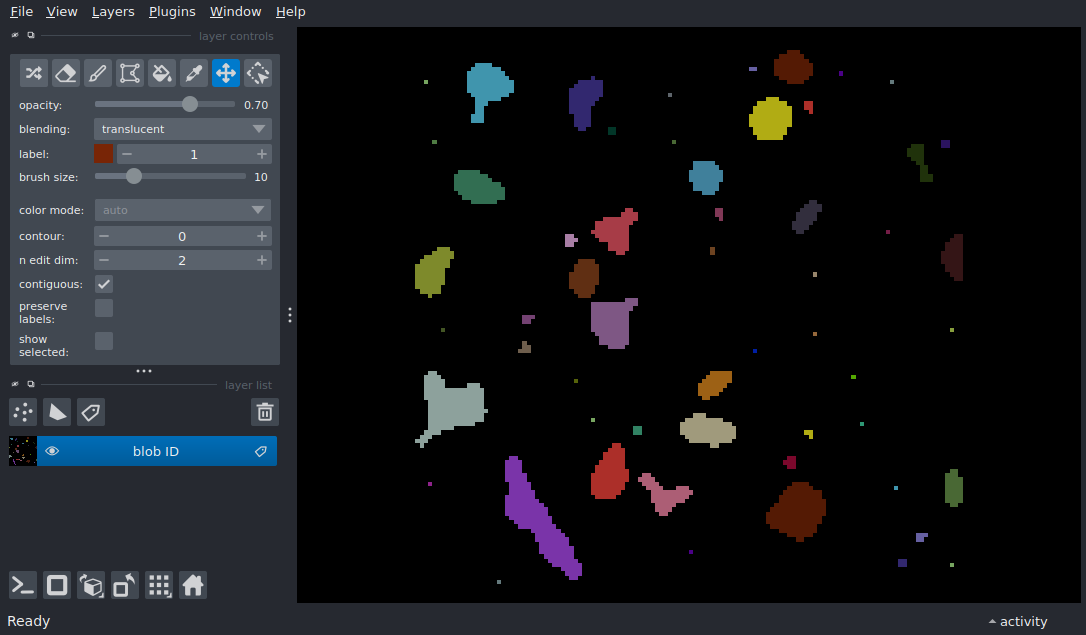 File View Layers Plugins Window Help
layer controls
opacity: 0.70
blending: translucent
label: 1
brush size: 10
color mode: auto
contour: 0
n edit dim: 2
contiguous:
preserve
labels:
show
selected:
layer list
blob ID
Ready
activity